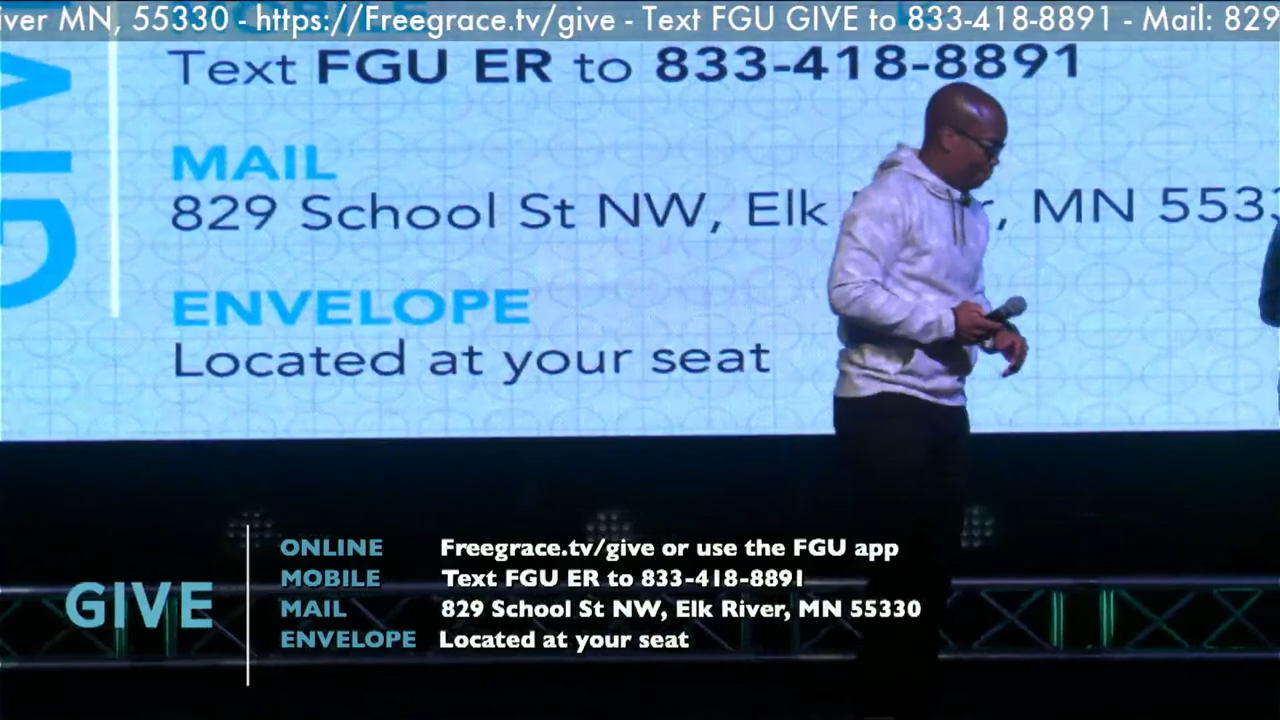 iver MN, 55330 - https://Freegrace.tv/give - Text FGU GIVE to 833-418-8891 - Mail: 829
Text FGU ER to 833-418-8891
MAIL
829 School St NW, Elk r, MN 553
ENVELOPE
Located at your seat
GIV
GIVE
ONLINE Freegrace.tv/give or use the FGU app
MOBILE Text FGU ER to 833-418-8891
MAIL 829 School St NW, Elk River, MN 55330
ENVELOPE Located at your seat